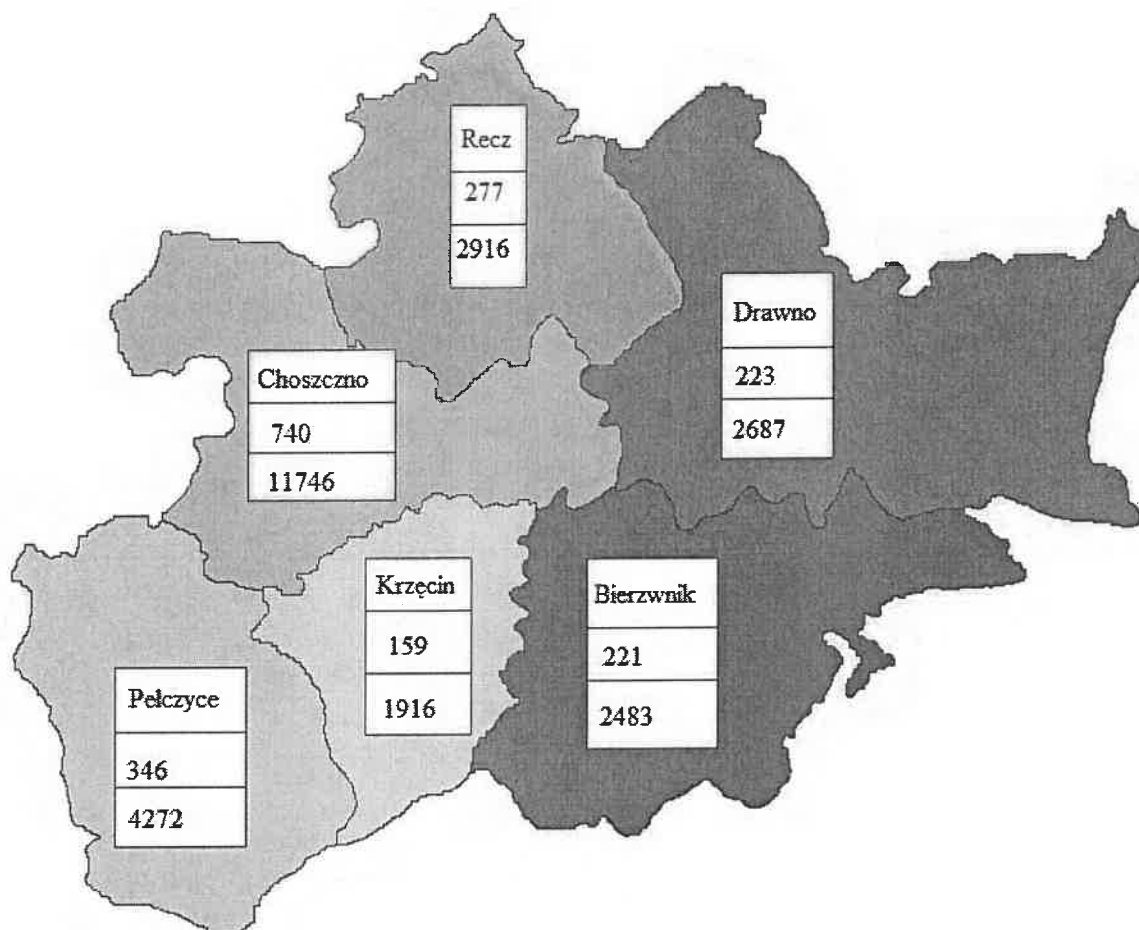 Recz
277
2916
Drawno
223
2687
Choszczno
740
11746
Krzęcin
159
1916
Bierzwnik
221
2483
Pełczyce
346
4272